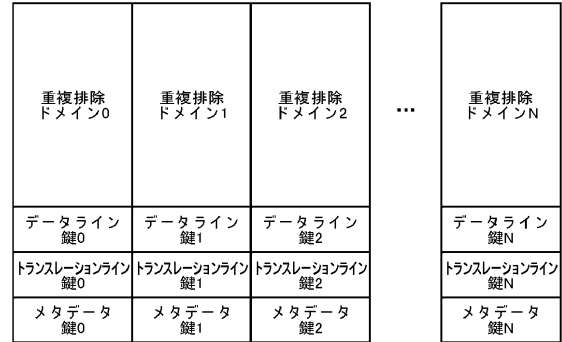 重複排除
ドメイン0
重複排除
ドメイン1
重複排除
ドメイン2
...
重複排除
ドメインN
データライン
鍵0
データライン
鍵1
データライン
鍵2
データライン
鍵N
トランスレーションライン
鍵0
トランスレーションライン
鍵1
トランスレーションライン
鍵2
トランスレーションライン
鍵N
メタデータ
鍵0
メタデータ
鍵1
メタデータ
鍵2
メタデータ
鍵N